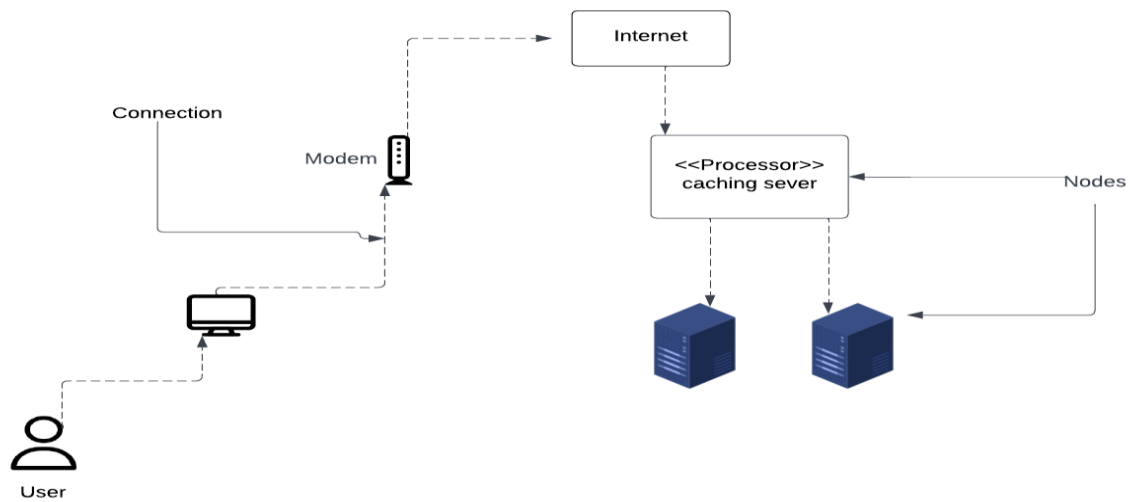 Internet
Connection
Modem
<<Processor>>
caching sever
Nodes
User